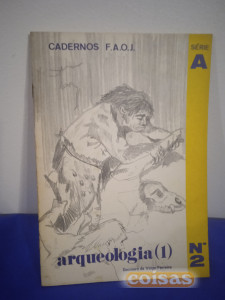 CADERNOS F.A.O.J.
SÉRIE
A
arqueologia (1)
Nº
2
coisas